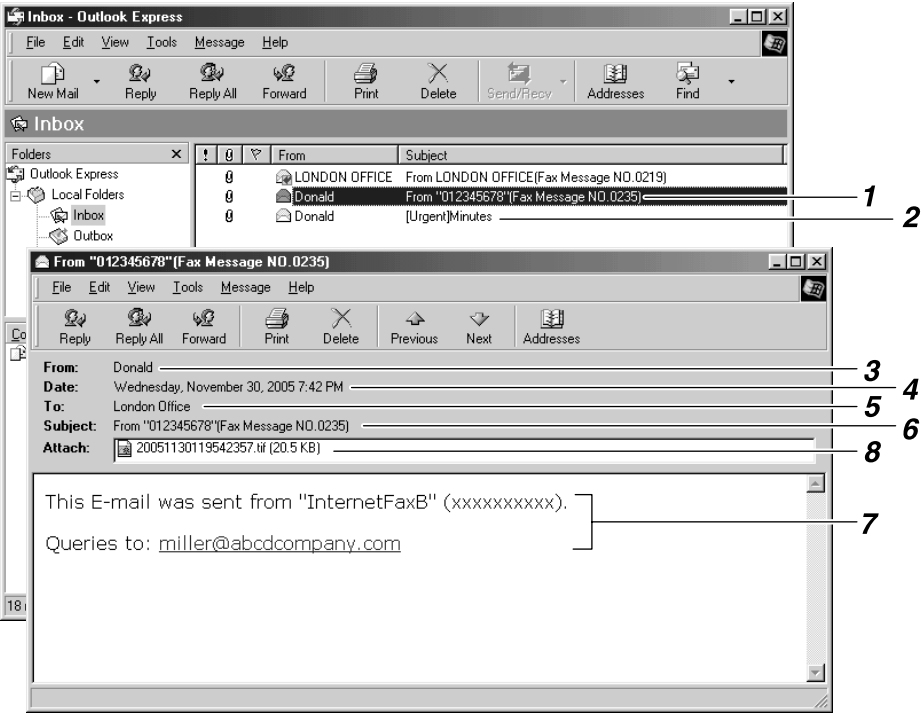 Inbox - Outlook Express
File Edit View Tools Message Help
New Mail Reply Reply All Forward Print Delete Send/Recv Addresses Find
Inbox
Folders
! From Subject
Outlook Express
LONDON OFFICE From LONDON OFFICE(Fax Message NO.0219)
Local Folders
Donald From "012345678"(Fax Message NO.0235) 1
Inbox
Donald [Urgent]Minutes 2
Outbox
From "012345678"(Fax Message NO.0235)
File Edit View Tools Message Help
Reply Reply All Forward Print Delete Previous Next Addresses
Co
From: Donald 3
Date: Wednesday, November 30, 2005 7:42 PM 4
To: London Office 5
Subject: From "012345678"(Fax Message NO.0235) 6
Attach: 20051130119542357.tif (20.5 KB) 8
This E-mail was sent from "InternetFaxB" (xxxxxxxxxx).
Queries to: miller@abcdcompany.com
7
18